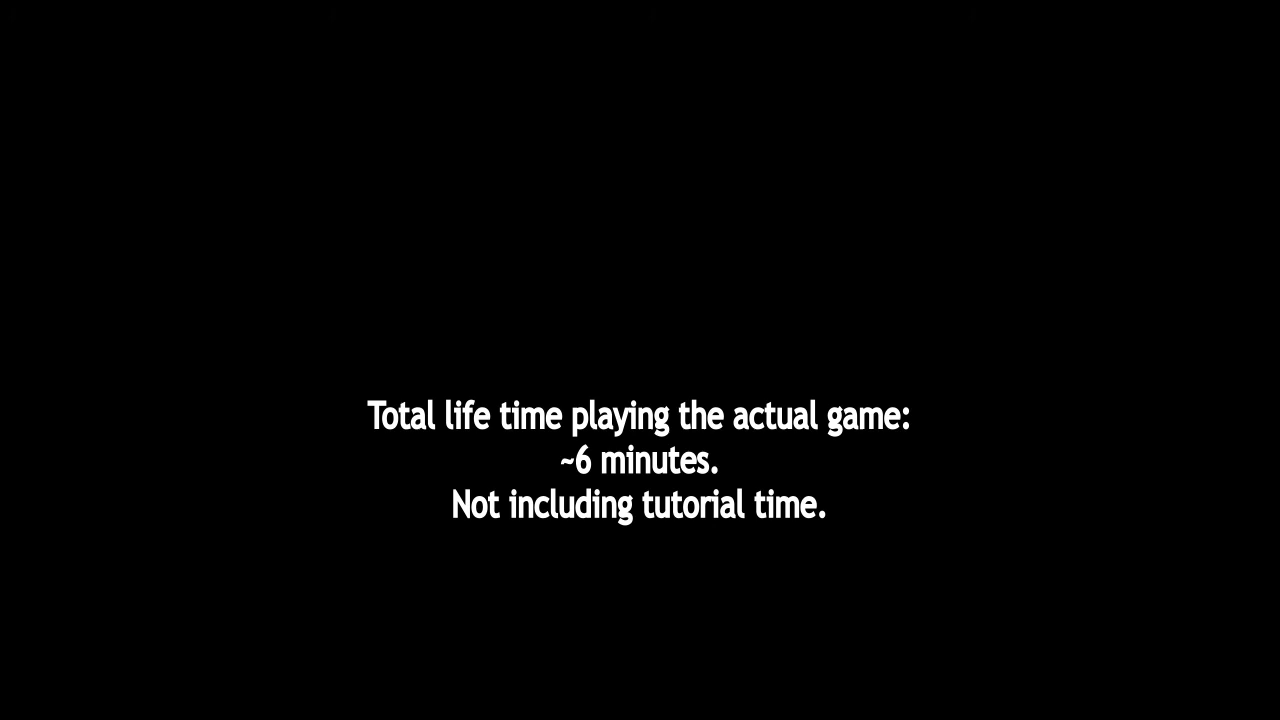 Total life time playing the actual game:
~6 minutes.
Not including tutorial time.